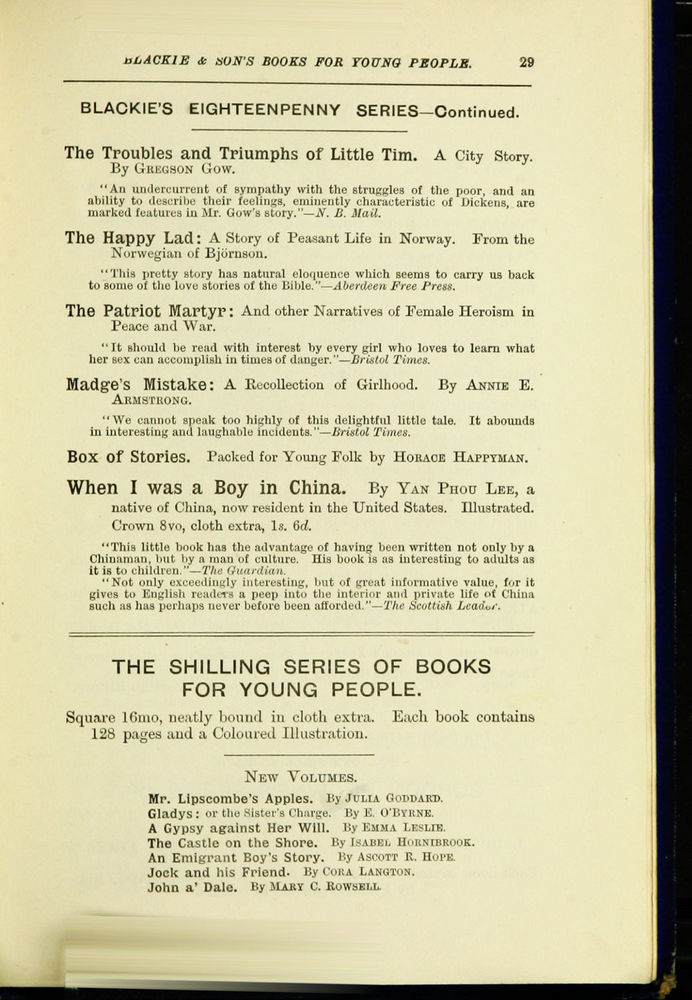 BLACKIE & SON'S BOOKS FOR YOUNG PEOPLE. 29
BLACKIE'S EIGHTEENPENNY SERIES—Continued.
The Troubles and Triumphs of Little Tim. A City Story.
By GREGSON GOW.
"An undercurrent of sympathy with the struggles of the poor, and an
ability to describe their feelings, eminently characteristic of Dickens, are
marked features in Mr. Gow's story."—N. B. Mail.
The Happy Lad: A Story of Peasant Life in Norway. From the
Norwegian of Björnson.
"This pretty story has natural eloquence which seems to carry us back
to some of the love stories of the Bible."—Aberdeen Free Press.
The Patriot Martyr: And other Narratives of Female Heroism in
Peace and War.
"It should be read with interest by every girl who loves to learn what
her sex can accomplish in times of danger."—Bristol Times.
Madge's Mistake: A Recollection of Girlhood. By ANNIE E.
ARMSTRONG.
"We cannot speak too highly of this delightful little tale. It abounds
in interesting and laughable incidents."—Bristol Times.
Box of Stories. Packed for Young Folk by HORACE HAPPYMAN.
When I was a Boy in China. By YAN PHOU LEE, a
native of China, now resident in the United States. Illustrated.
Crown 8vo, cloth extra, 1s. 6d.
"This little book has the advantage of having been written not only by a
Chinaman, but by a man of culture. His book is as interesting to adults as
it is to children."—The Guardian.
"Not only exceedingly interesting, but of great informative value, for it
gives to English readers a peep into the interior and private life of China
such as has perhaps never before been afforded."—The Scottish Leader.
THE SHILLING SERIES OF BOOKS
FOR YOUNG PEOPLE.
Square 16mo, neatly bound in cloth extra. Each book contains
128 pages and a Coloured Illustration.
NEW VOLUMES.
Mr. Lipscombe's Apples. By JULIA GODDARD.
Gladys: or the Sister's Charge. By E. O'BYRNE.
A Gypsy against Her Will. By EMMA LESLIE.
The Castle on the Shore. By ISABEL HORNIBROOK.
An Emigrant Boy's Story. By ASCOTT R. HOPE.
Jock and his Friend. By CORA LANGTON.
John a' Dale. By MARY C. ROWSELL.